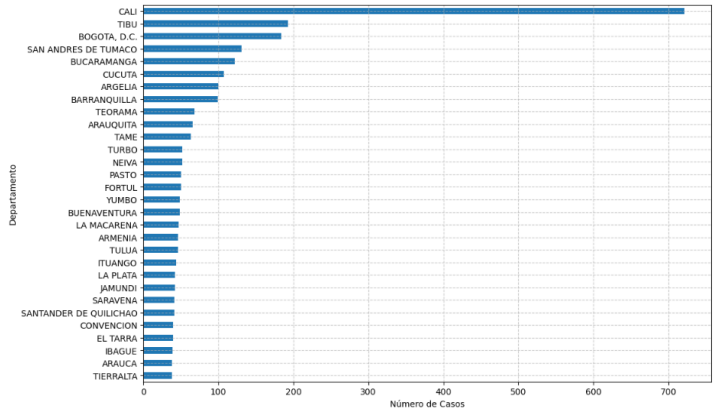 CALI
TIBU
BOGOTA, D.C.
SAN ANDRES DE TUMACO
BUCARAMANGA
CUCUTA
ARGELIA
BARRANQUILLA
TEORAMA
ARAUQUITA
TAME
TURBO
NEIVA
PASTO
FORTUL
YUMBO
BUENAVENTURA
LA MACARENA
ARMENIA
TULUA
ITUANGO
LA PLATA
JAMUNDI
SARAVENA
SANTANDER DE QUILICHAO
CONVENCION
EL TARRA
IBAGUE
ARAUCA
TIERRALTA
Departamento
0 100 200 300 400 500 600 700
Número de Casos